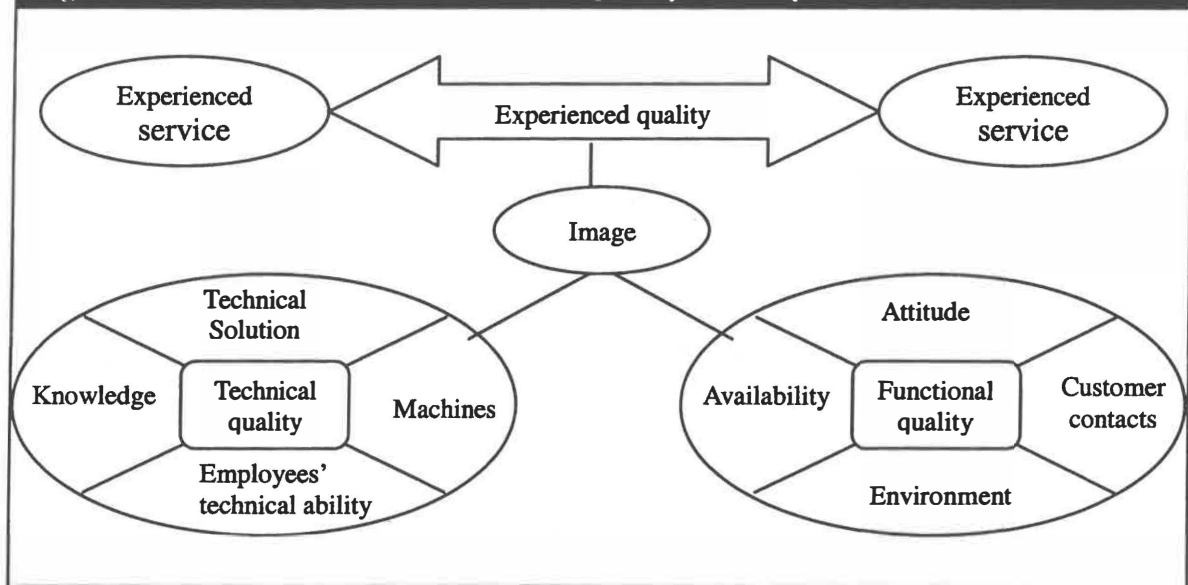 Experienced
service
Experienced quality
Experienced
service
Image
Technical
Solution
Knowledge
Technical
quality
Machines
Employees'
technical ability
Attitude
Availability
Functional
quality
Customer
contacts
Environment